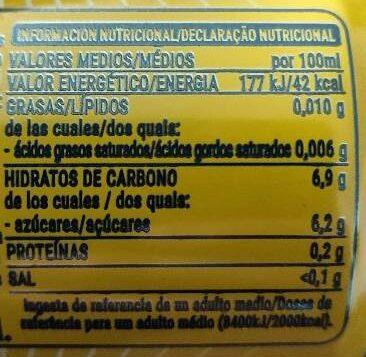 INFORMACIÓN NUTRICIONAL/DECLARAÇÃO NUTRICIONAL
VALORES MEDIOS/MÉDIOS por 100ml
VALOR ENERGÉTICO/ENERGIA 177 kJ/42 kcal
GRASAS/LÍPIDOS 0,010 g
de las cuales/dos quais:
- ácidos grasos saturados/ácidos gordos saturados 0,006 g
HIDRATOS DE CARBONO 6,9 g
de los cuales / dos quais:
- azúcares/açúcares 6,2 g
PROTEÍNAS 0,2 g
SAL <0,1 g
Ingesta de referencia de un adulto medio/Doses de
referência para um adulto médio (8400kJ/2000kcal).